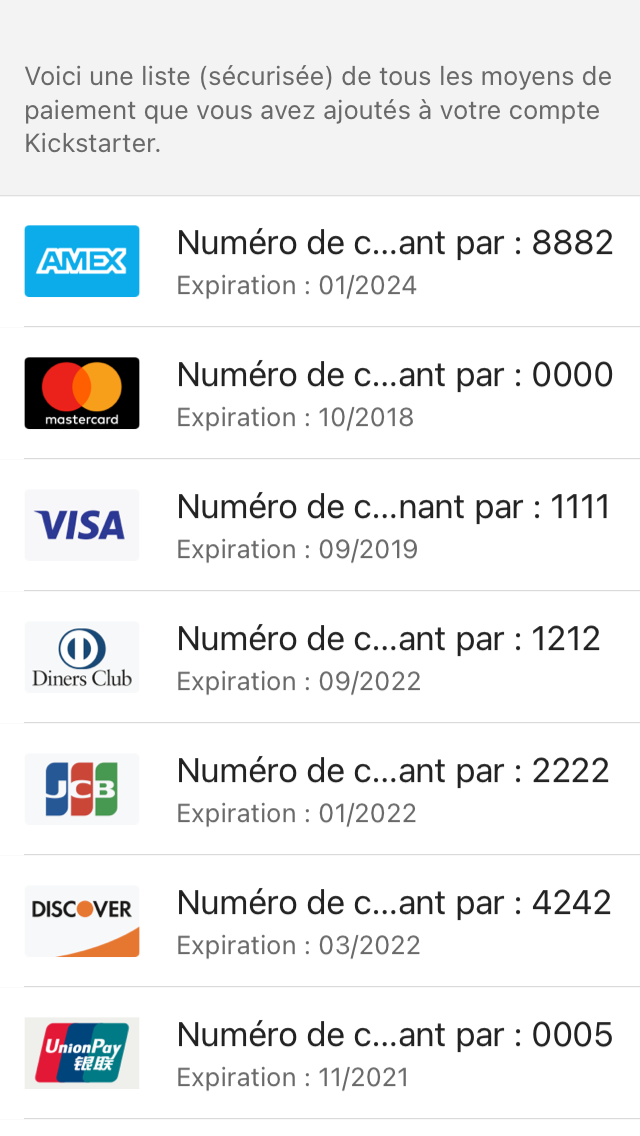 Voici une liste (sécurisée) de tous les moyens de
paiement que vous avez ajoutés à votre compte
Kickstarter.
AMEX
Numéro de c...ant par : 8882
Expiration : 01/2024
mastercard
Numéro de c...ant par : 0000
Expiration : 10/2018
VISA
Numéro de c...nant par : 1111
Expiration : 09/2019
Diners Club
Numéro de c...ant par : 1212
Expiration : 09/2022
JCB
Numéro de c...ant par : 2222
Expiration : 01/2022
DISCOVER
Numéro de c...ant par : 4242
Expiration : 03/2022
UnionPay
银联
Numéro de c...ant par : 0005
Expiration : 11/2021